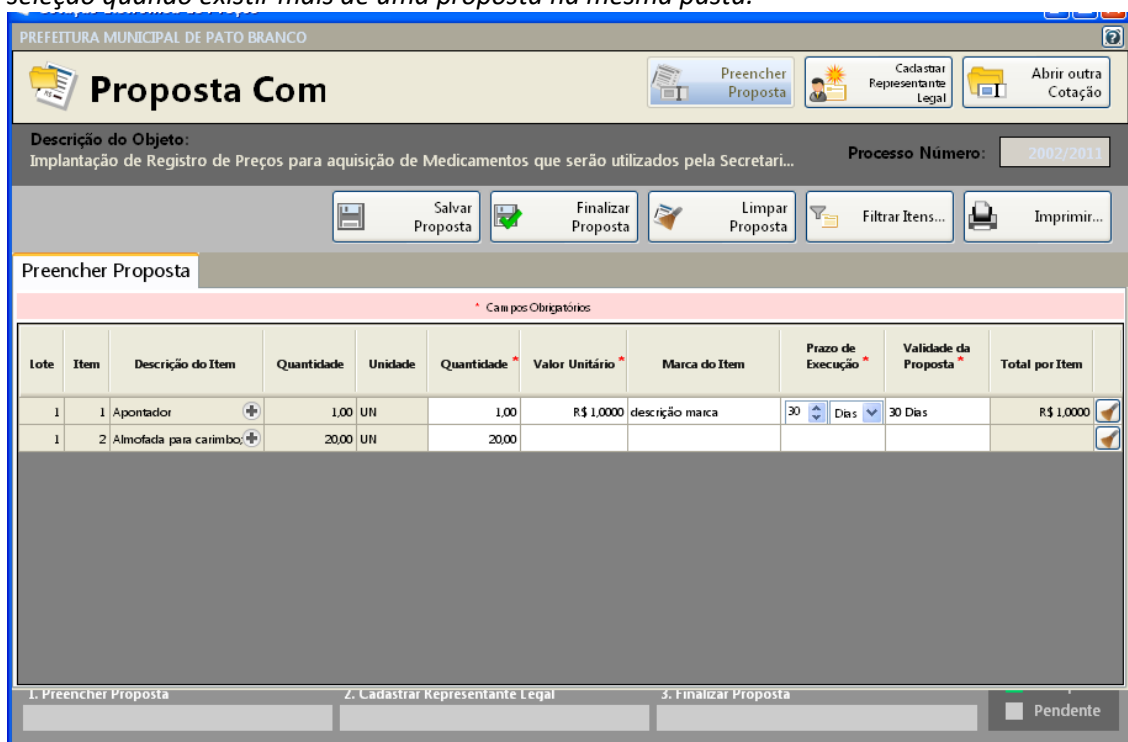 seleção quando existir mais de uma proposta na mesma pasta.
PREFEITURA MUNICIPAL DE PATO BRANCO
Proposta Com
Preencher
Proposta
Cadastrar
Representante
Legal
Abrir outra
Cotação
Descrição do Objeto:
Implantação de Registro de Preços para aquisição de Medicamentos que serão utilizados pela Secretari...
Processo Número:
2002/2011
Salvar
Proposta
Finalizar
Proposta
Limpar
Proposta
Filtrar Itens...
Imprimir...
Preencher Proposta
* Campos Obrigatórios
Lote Item Descrição do Item Quantidade Unidade Quantidade * Valor Unitário * Marca do Item Prazo de Execução * Validade da Proposta * Total por Item
1 1 Apontador 1,00 UN 1,00 R$ 1,0000 descrição marca 30 Dias 30 Dias R$ 1,0000
1 2 Almofada para carimbo; 20,00 UN 20,00
1. Preencher Proposta 2. Cadastrar Representante Legal 3. Finalizar Proposta
Pendente